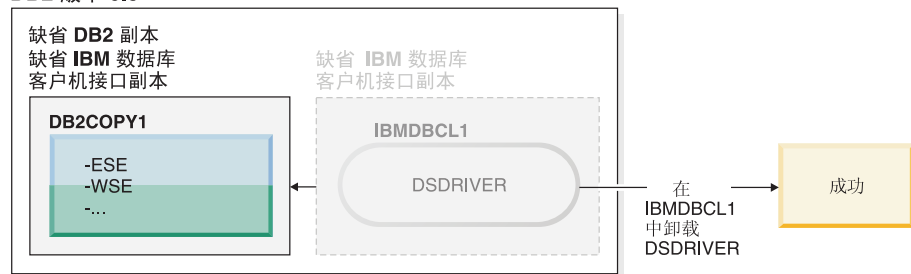 缺省 DB2 副本
缺省 IBM 数据库
客户机接口副本
缺省 IBM 数据库
客户机接口副本
DB2COPY1
-ESE
-WSE
-...
IBMDBCL1
DSDRIVER
在
IBMDBCL1
中卸载
DSDRIVER
成功